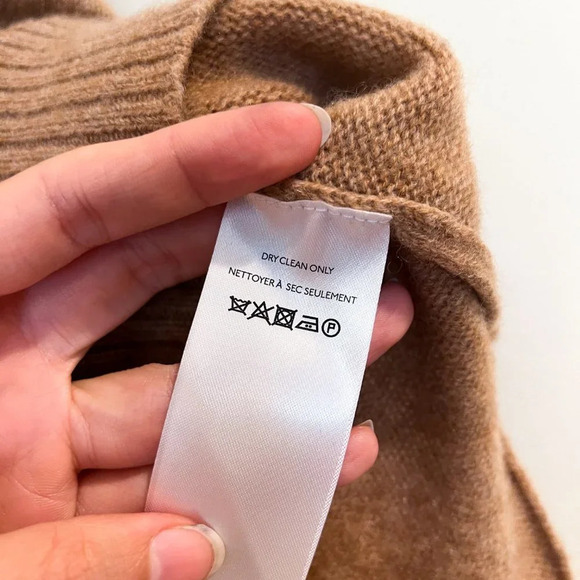 DRY CLEAN ONLY
NETTOYER À SEC SEULEMENT
P